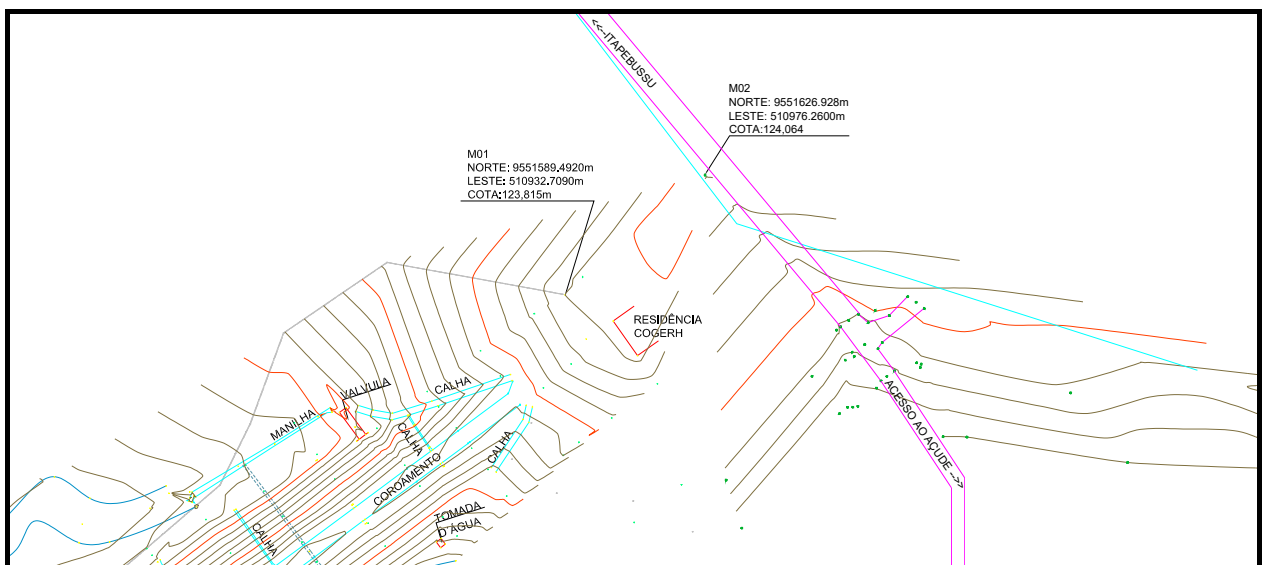 <<--ITAPEBUSSU
M02
NORTE: 9551626.928m
LESTE: 510976.2600m
COTA:124,064
M01
NORTE: 9551589.4920m
LESTE: 510932.7090m
COTA:123,815m
RESIDÊNCIA
COGERH
VALVULA
CALHA
MANILHA
CALHA
CALHA
COROAMENTO
ACESSO AO AÇUDE -->>
TOMADA
D´ÁGUA
CALHA